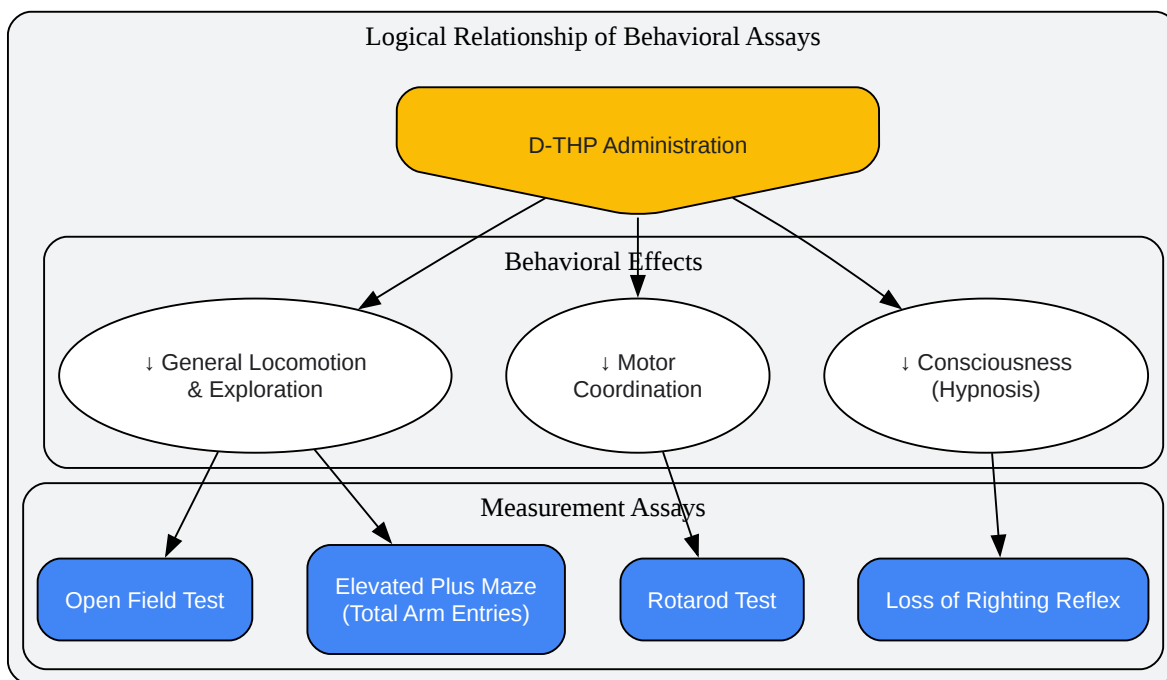 Logical Relationship of Behavioral Assays
D-THP Administration
Behavioral Effects
↓ General Locomotion
& Exploration
↓ Motor
Coordination
↓ Consciousness
(Hypnosis)
Measurement Assays
Open Field Test
Elevated Plus Maze
(Total Arm Entries)
Rotarod Test
Loss of Righting Reflex